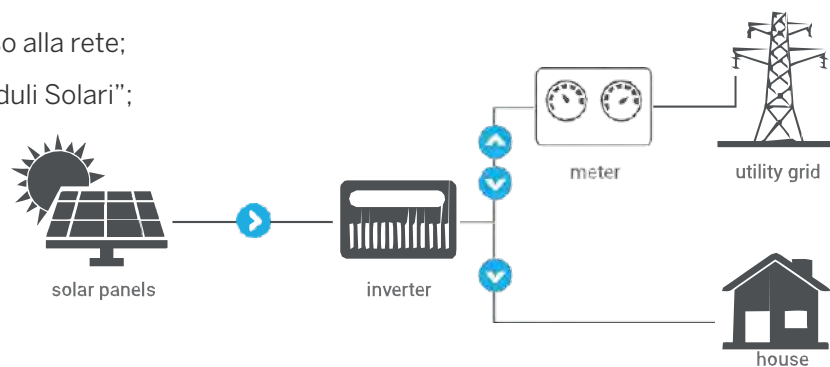 o alla rete;
duli Solari”;
meter
utility grid
solar panels
inverter
house